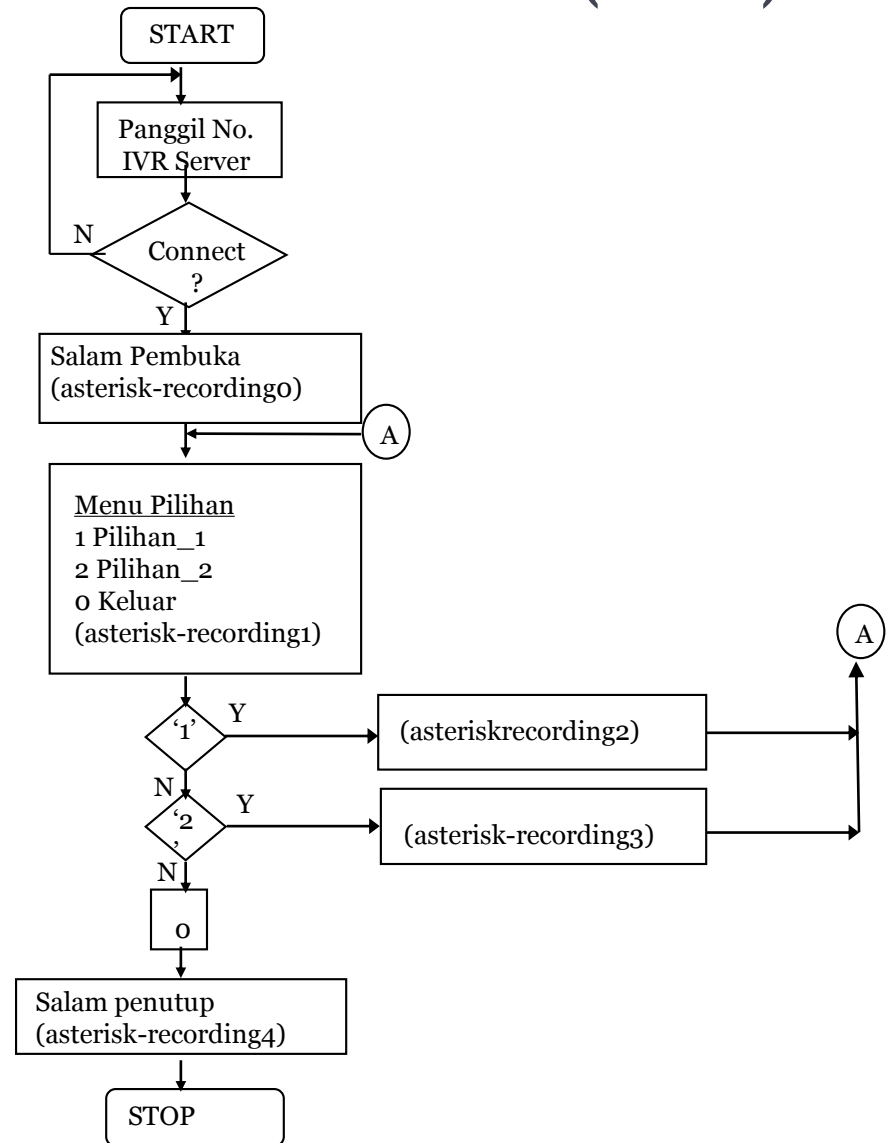 START
Panggil No.
IVR Server
N
Connect
?
Y
Salam Pembuka
(asterisk-recording0)
A
Menu Pilihan
1 Pilihan_1
2 Pilihan_2
0 Keluar
(asterisk-recording1)
A
‘1’
Y
(asteriskrecording2)
N
‘2
’
Y
(asterisk-recording3)
N
0
Salam penutup
(asterisk-recording4)
STOP